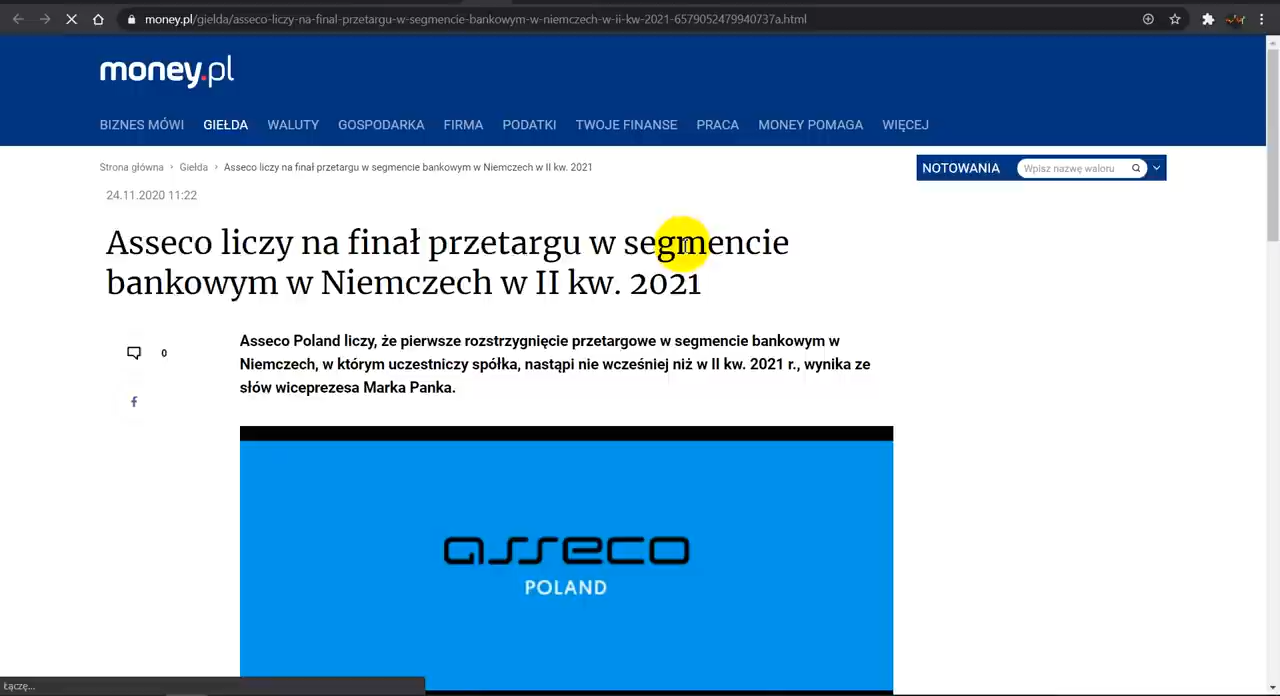 money.pl/gielda/asseco-liczy-na-final-przetargu-w-segmencie-bankowym-w-niemczech-w-ii-kw-2021-6579052479940737a.html
money.pl
BIZNES MÓWI GIEŁDA WALUTY GOSPODARKA FIRMA PODATKI TWOJE FINANSE PRACA MONEY POMAGA WIĘCEJ
Strona główna › Giełda › Asseco liczy na finał przetargu w segmencie bankowym w Niemczech w II kw. 2021
NOTOWANIA Wpisz nazwę waloru
24.11.2020 11:22
Asseco liczy na finał przetargu w segmencie
bankowym w Niemczech w II kw. 2021
Asseco Poland liczy, że pierwsze rozstrzygnięcie przetargowe w segmencie bankowym w
Niemczech, w którym uczestniczy spółka, nastąpi nie wcześniej niż w II kw. 2021 r., wynika ze
słów wiceprezesa Marka Panka.
0
asseco
POLAND
Łączę...